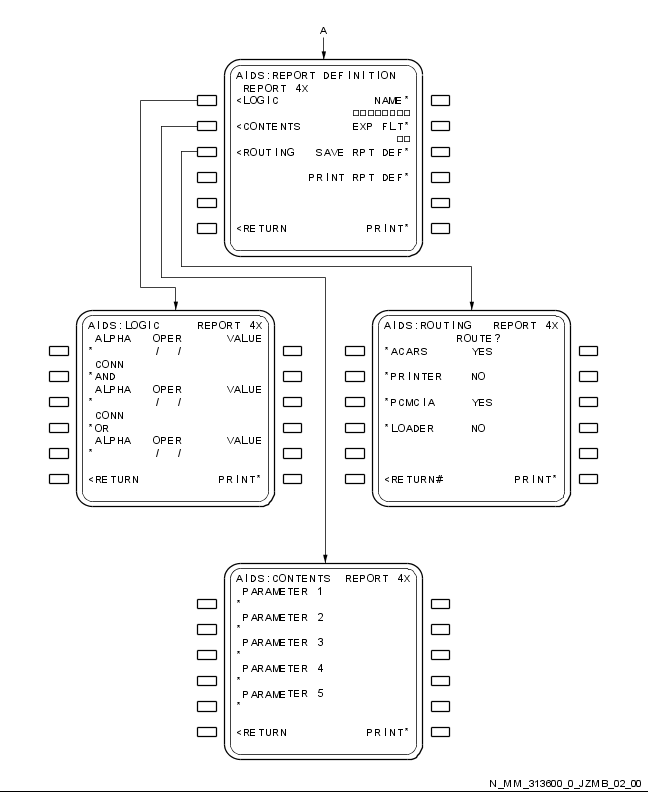 A
AIDS:REPORT DEFINITION
REPORT 4X
<LOGIC NAME*
□□□□□□□□
<CONTENTS EXP FLT*
□□
<ROUTING SAVE RPT DEF*
PRINT RPT DEF*
<RETURN PRINT*
AIDS:LOGIC REPORT 4X
ALPHA OPER VALUE
* / /
CONN
*AND
ALPHA OPER VALUE
* / /
CONN
*OR
ALPHA OPER VALUE
* / /
<RETURN PRINT*
AIDS:ROUTING REPORT 4X
ROUTE?
*ACARS YES
*PRINTER NO
*PCMCIA YES
*LOADER NO
<RETURN# PRINT*
AIDS:CONTENTS REPORT 4X
PARAMETER 1
*
PARAMETER 2
*
PARAMETER 3
*
PARAMETER 4
*
PARAMETER 5
*
<RETURN PRINT*
N_MM_313600_0_JZMB_02_00